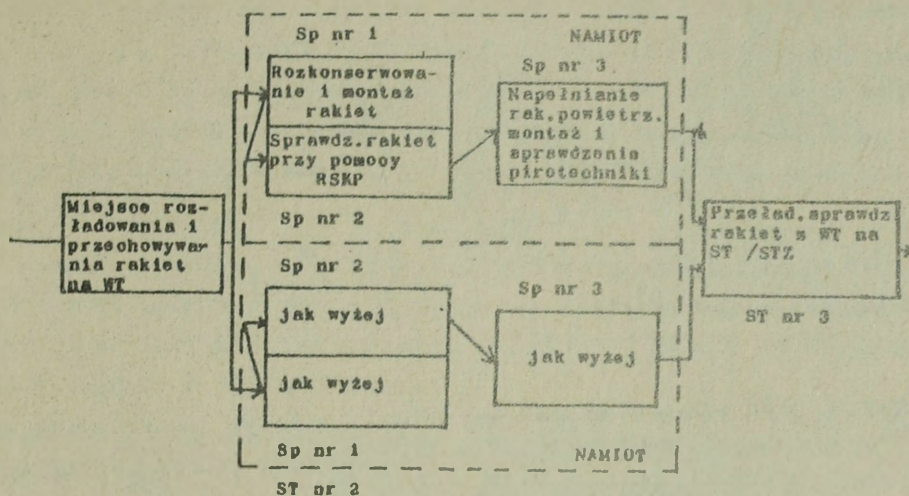 Sp nr 1
NAMIOT
Rozkonserwowa-
nie i montaż
rakiet
Sp nr 3
Napełnianie
rak.powietrz.
montaż i
sprawdzenie
pirotechniki
Sprawdz.rakiet
przy pomocy
RSKP
Sp nr 2
Miejsce roz-
ładowania i
przechowywa-
nia rakiet
na WT
Przeład.sprawdz
rakiet z WT na
ST /STZ
ST nr 3
Sp nr 2
jak wyżej
jak wyżej
Sp nr 3
jak wyżej
Sp nr 1
NAMIOT
ST nr 2